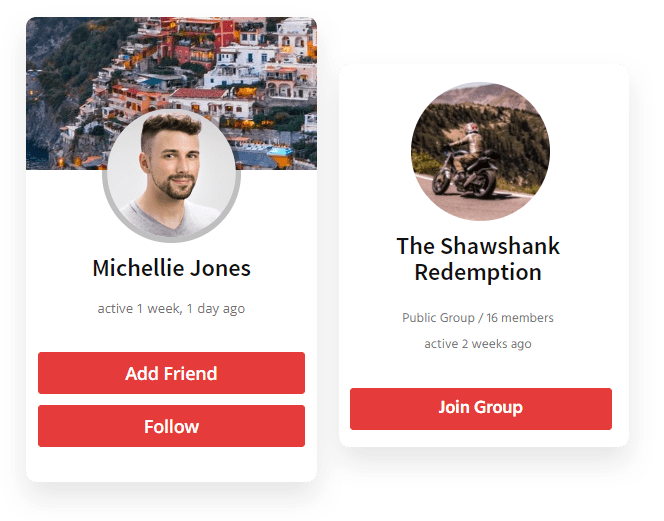 Michellie Jones
active 1 week, 1 day ago
Add Friend
Follow
The Shawshank
Redemption
Public Group / 16 members
active 2 weeks ago
Join Group